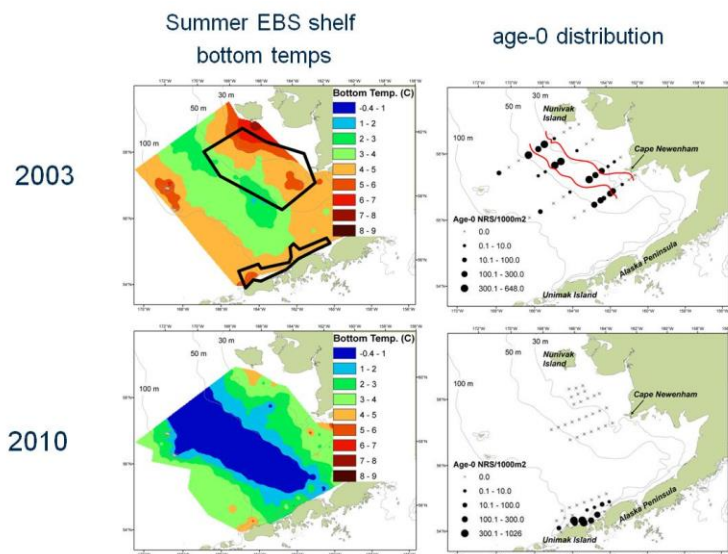 Summer EBS shelf
bottom temps
age-0 distribution
2003
30 m
50 m
100 m
Bottom Temp. (C)
-0.4 - 1
1 - 2
2 - 3
3 - 4
4 - 5
5 - 6
6 - 7
7 - 8
8 - 9
30 m
50 m
100 m
Nunivak
Island
Cape Newenham
Age-0 NRS/1000m2
0.0
0.1 - 10.0
10.1 - 100.0
100.1 - 300.0
300.1 - 648.0
Alaska Peninsula
Unimak Island
2010
30 m
50 m
100 m
Bottom Temp. (C)
-0.4 - 1
1 - 2
2 - 3
3 - 4
4 - 5
5 - 6
6 - 7
7 - 8
8 - 9
30 m
50 m
100 m
Nunivak
Island
Cape Newenham
Age-0 NRS/1000m2
0.0
0.1 - 10.0
10.1 - 100.0
100.1 - 300.0
300.1 - 1026
Alaska Peninsula
Unimak Island